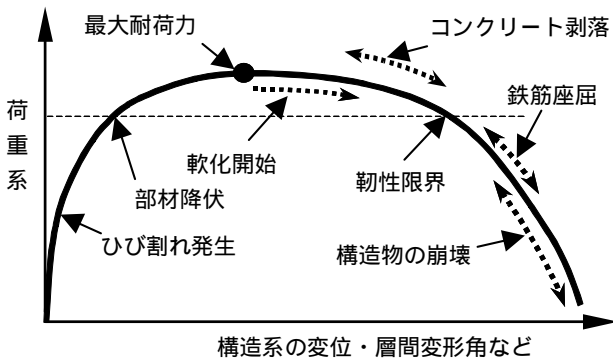 最大耐荷力
コンクリート剥落
荷重系
鉄筋座屈
軟化開始
靭性限界
部材降伏
ひび割れ発生
構造物の崩壊
構造系の変位・層間変形角など